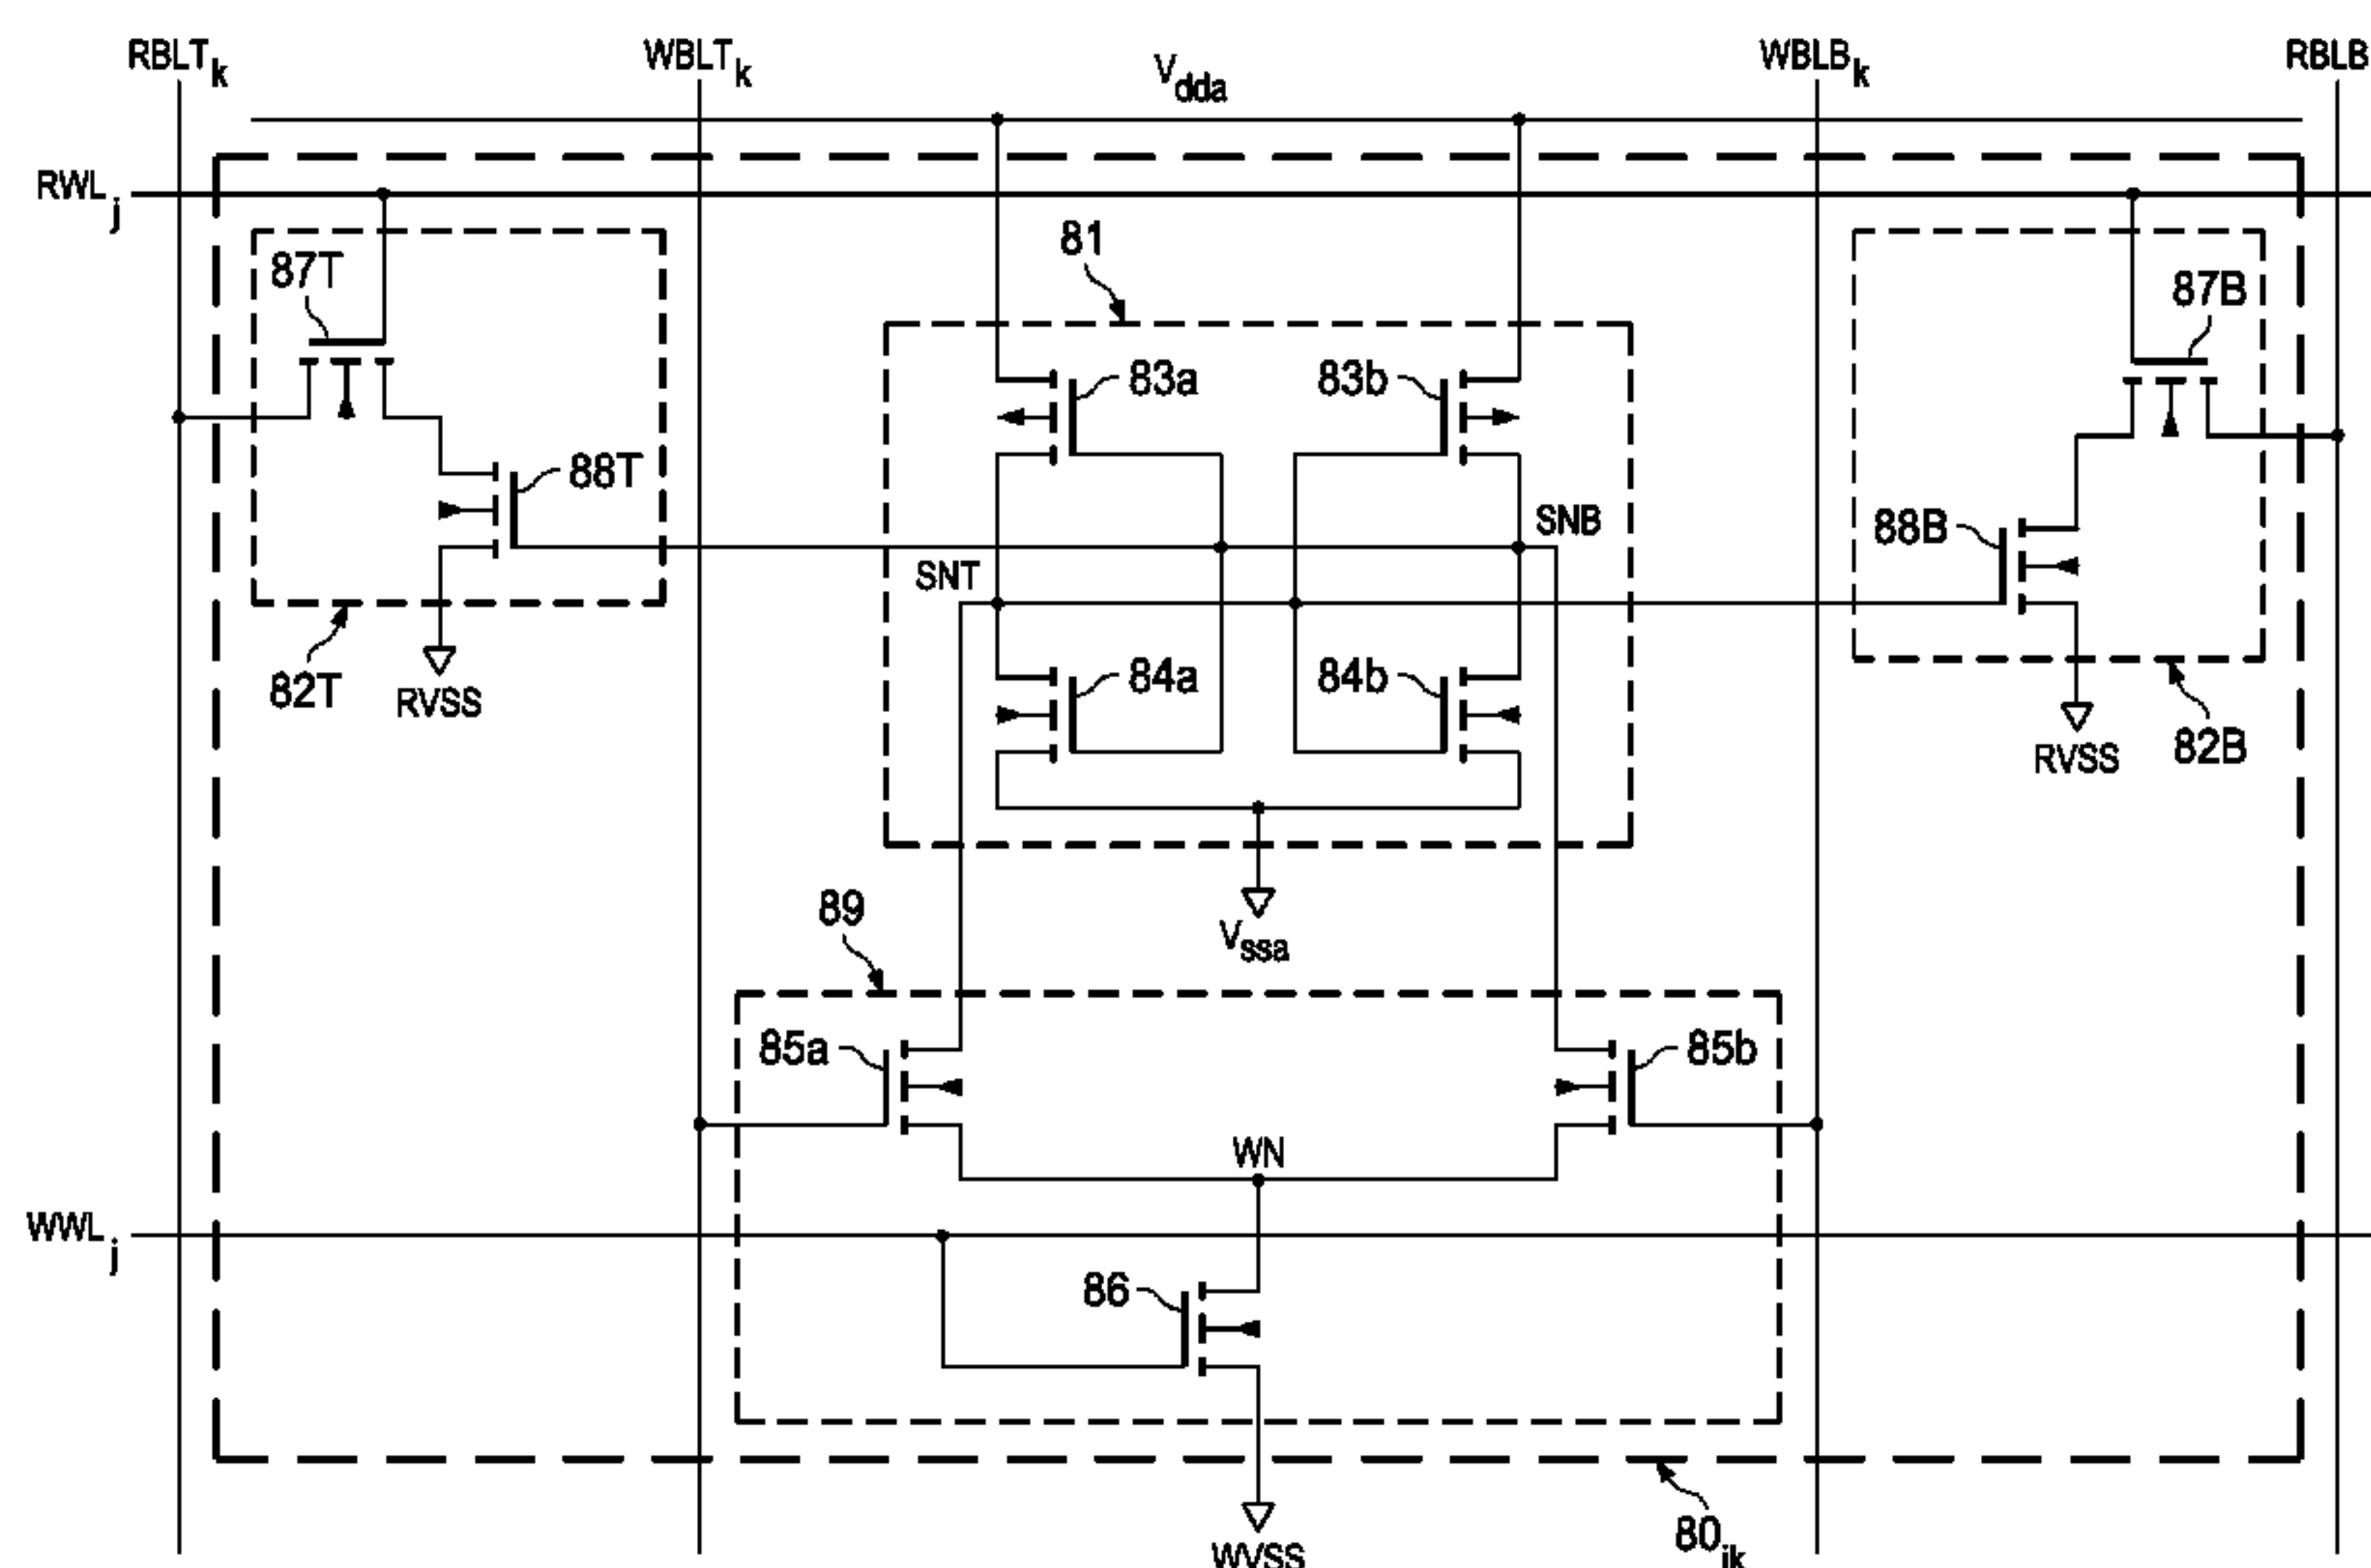 RBLTk
WBLTk
Vdda
WBLBk
RBLB
RWLj
87T
81
87B
83a
83b
88T
SNB
88B
SNT
84a
84b
82T
RVSS
82B
RVSS
89
Vssa
85a
85b
WN
WWLj
86
80jk
WVSS